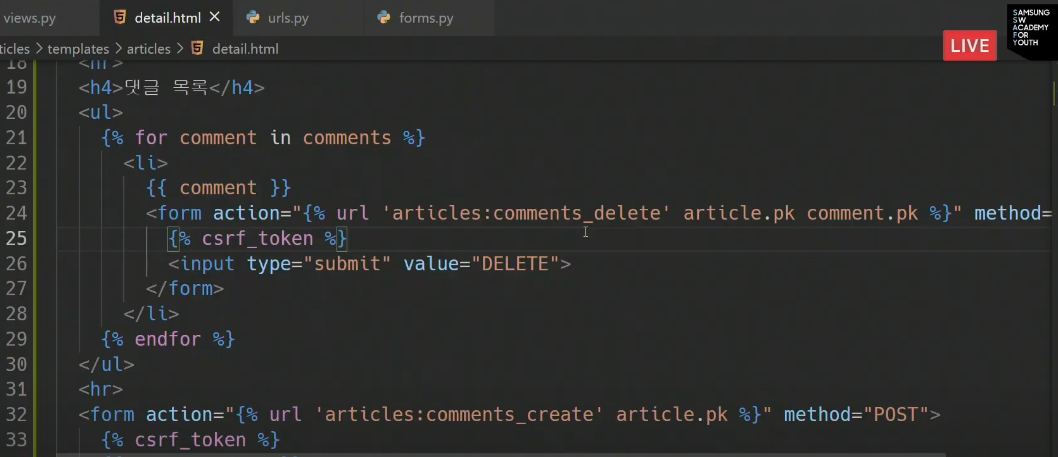 views.py detail.html × urls.py forms.py
ticles > templates > articles > detail.html
LIVE
SAMSUNG
SW
ACADEMY
FOR
YOUTH
18 <hr>
19 <h4>댓글 목록</h4>
20 <ul>
21 {% for comment in comments %}
22 <li>
23 {{ comment }}
24 <form action="{% url 'articles:comments_delete' article.pk comment.pk %}" method=
25 {% csrf_token %}
26 <input type="submit" value="DELETE">
27 </form>
28 </li>
29 {% endfor %}
30 </ul>
31 <hr>
32 <form action="{% url 'articles:comments_create' article.pk %}" method="POST">
33 {% csrf_token %}